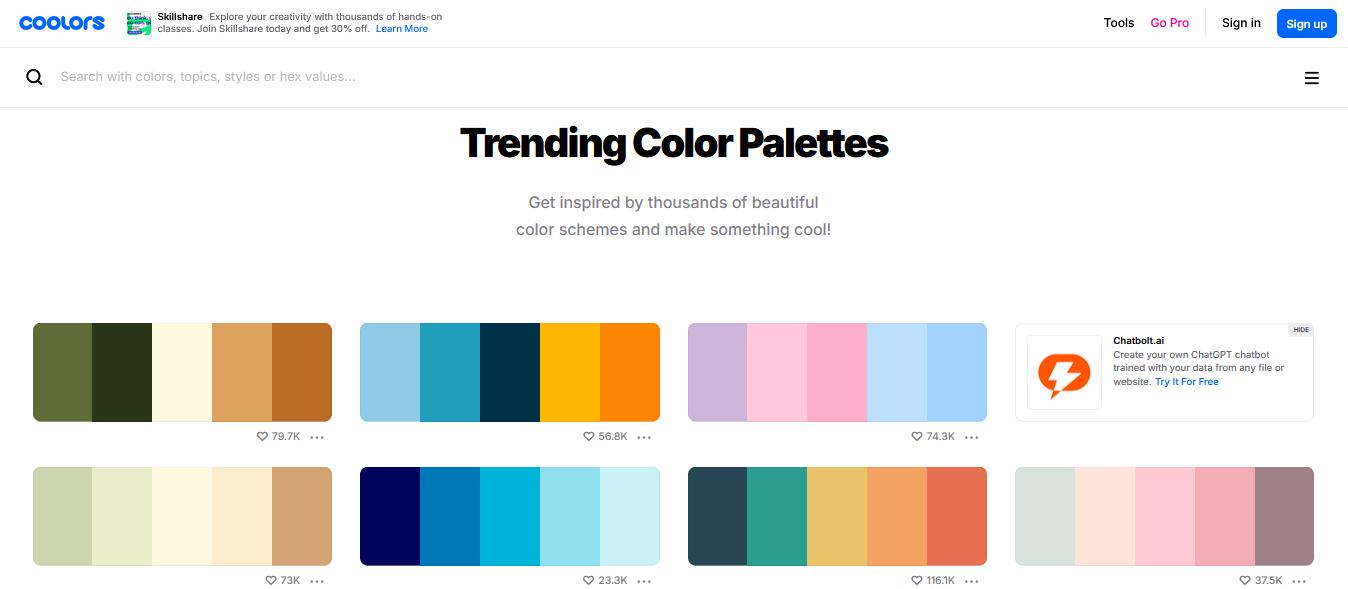 coolors
Skillshare Explore your creativity with thousands of hands-on
classes. Join Skillshare today and get 30% off. Learn More
Tools
Go Pro
Sign in
Sign up
Search with colors, topics, styles or hex values...
Trending Color Palettes
Get inspired by thousands of beautiful
color schemes and make something cool!
HIDE
Chatbolt.ai
Create your own ChatGPT chatbot
trained with your data from any file or
website. Try It For Free
79.7K
56.8K
74.3K
73K
23.3K
116.1K
37.5K